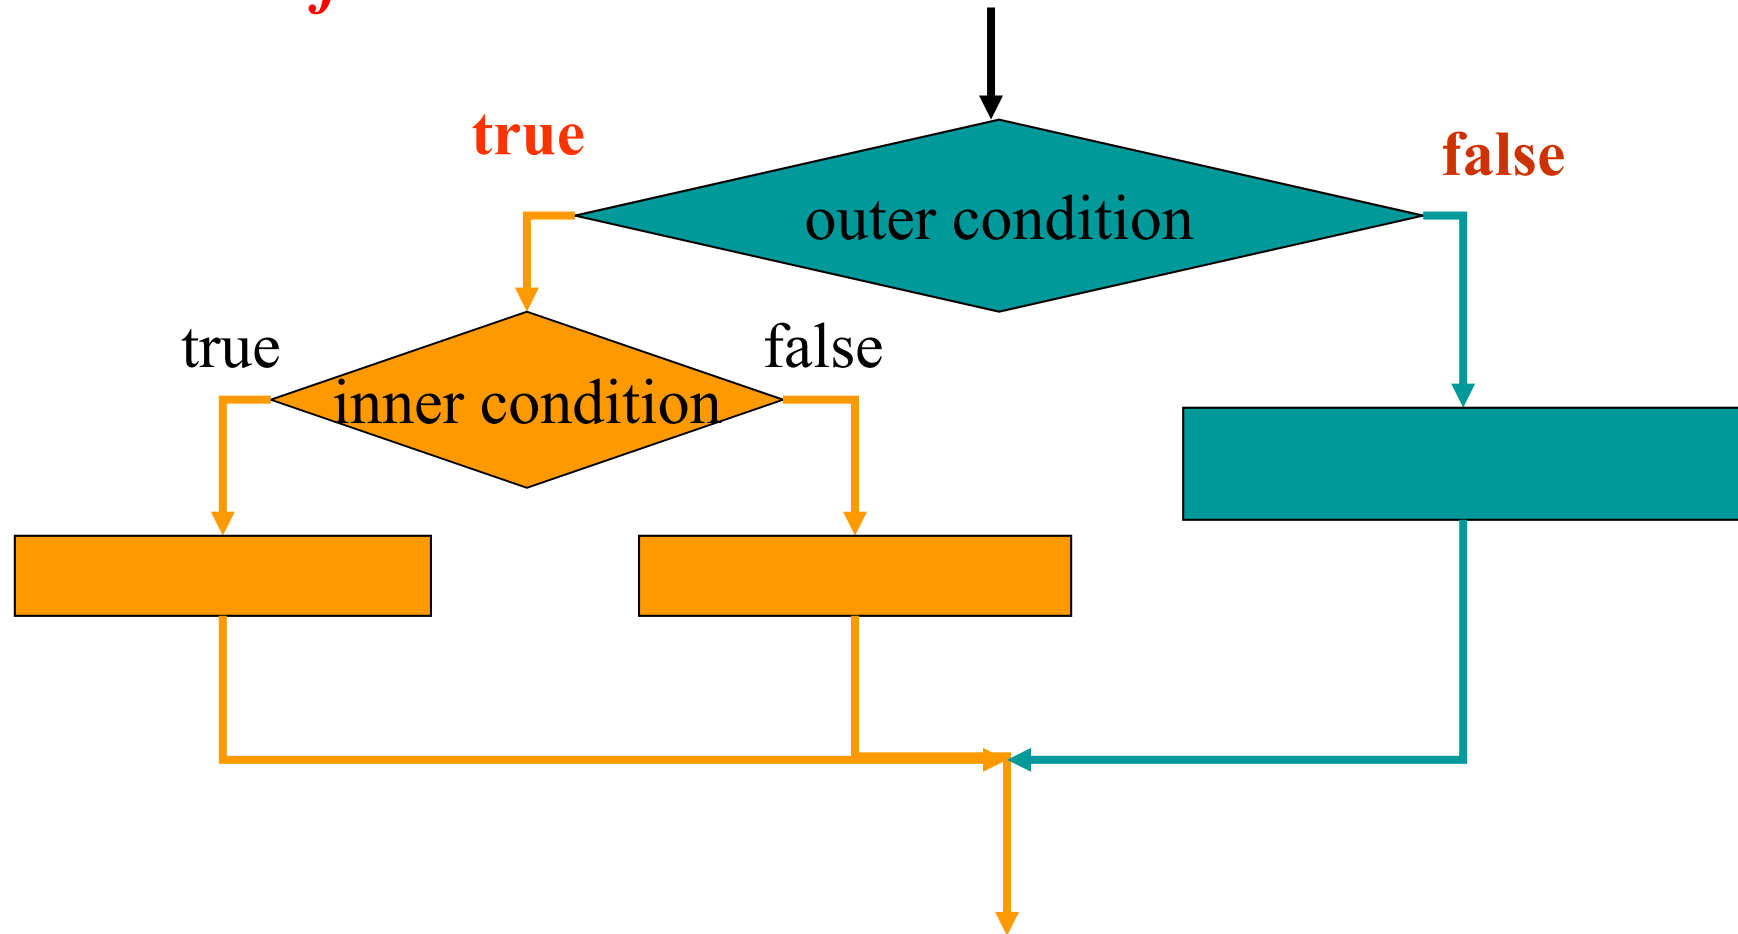 true
false
outer condition
true
false
inner condition